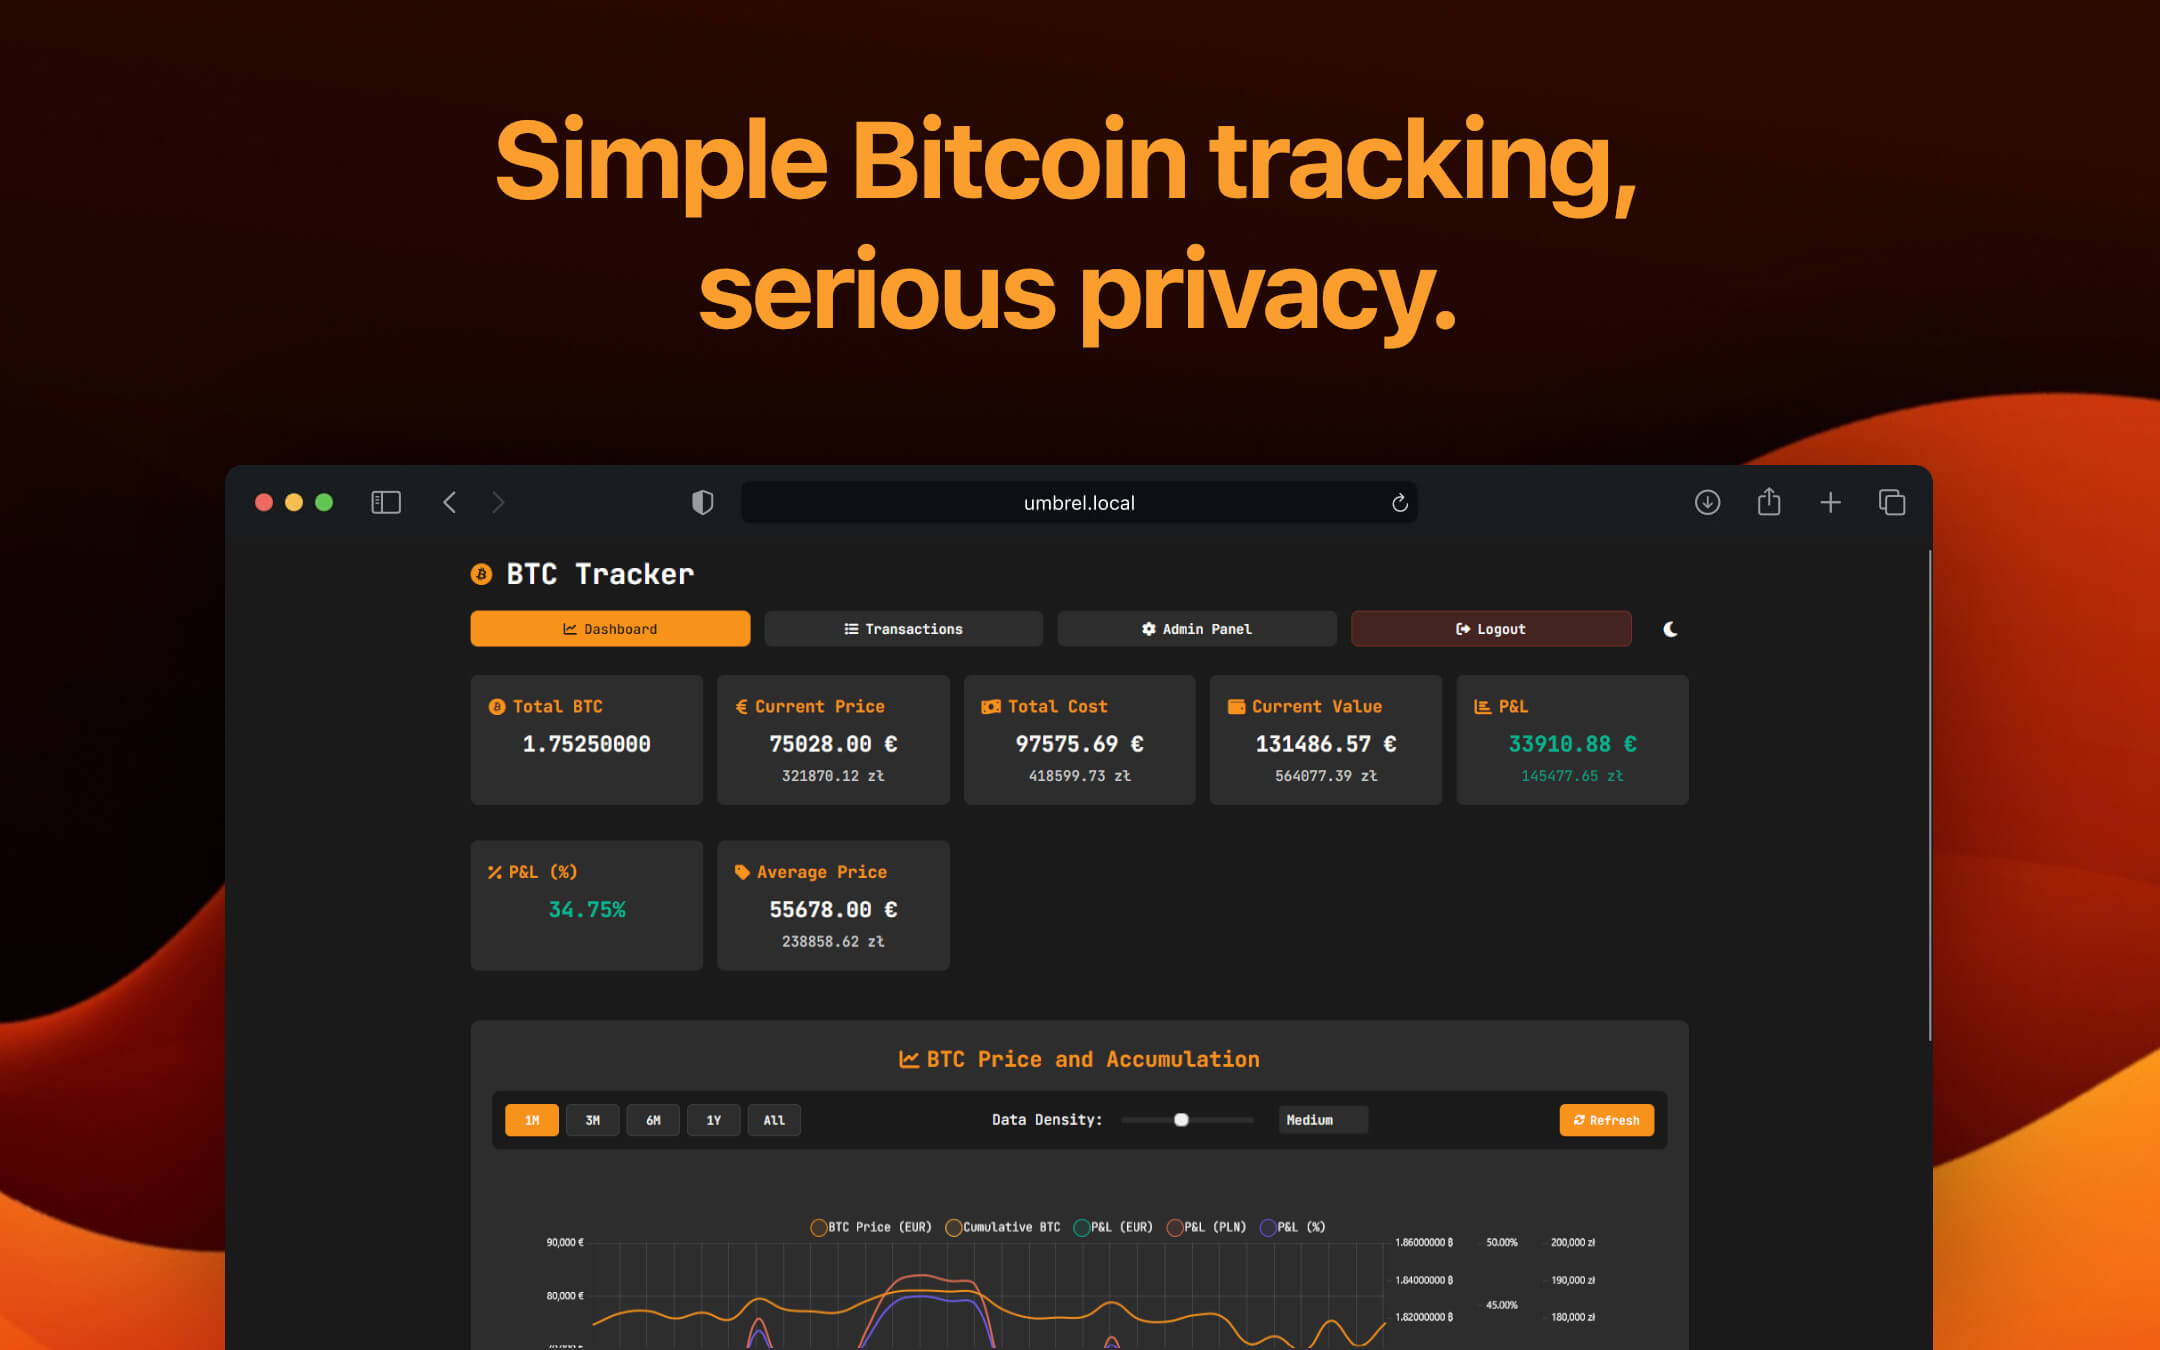 Simple Bitcoin tracking,
serious privacy.
umbrel.local
BTC Tracker
Dashboard
Transactions
Admin Panel
Logout
Total BTC
1.75250000
Current Price
75028.00 €
321870.12 zł
Total Cost
97575.69 €
418599.73 zł
Current Value
131486.57 €
564077.39 zł
P&L
33910.88 €
145477.65 zł
P&L (%)
34.75%
Average Price
55678.00 €
238858.62 zł
BTC Price and Accumulation
1M
3M
6M
1Y
All
Data Density:
Medium
Refresh
BTC Price (EUR)
Cumulative BTC
P&L (EUR)
P&L (PLN)
P&L (%)
90,000 €
1.86000000 ₿
50.00%
200,000 zł
1.84000000 ₿
190,000 zł
80,000 €
45.00%
1.82000000 ₿
180,000 zł